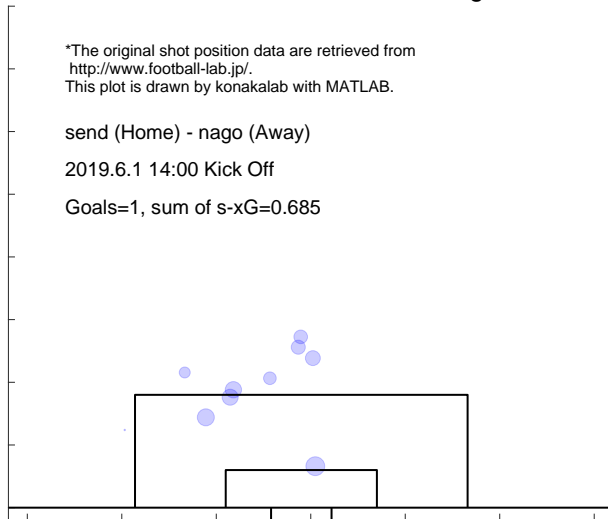 *The original shot position data are retrieved from
http://www.football-lab.jp/.
This plot is drawn by konakalab with MATLAB.
send (Home) - nago (Away)
2019.6.1 14:00 Kick Off
Goals=1, sum of s-xG=0.685